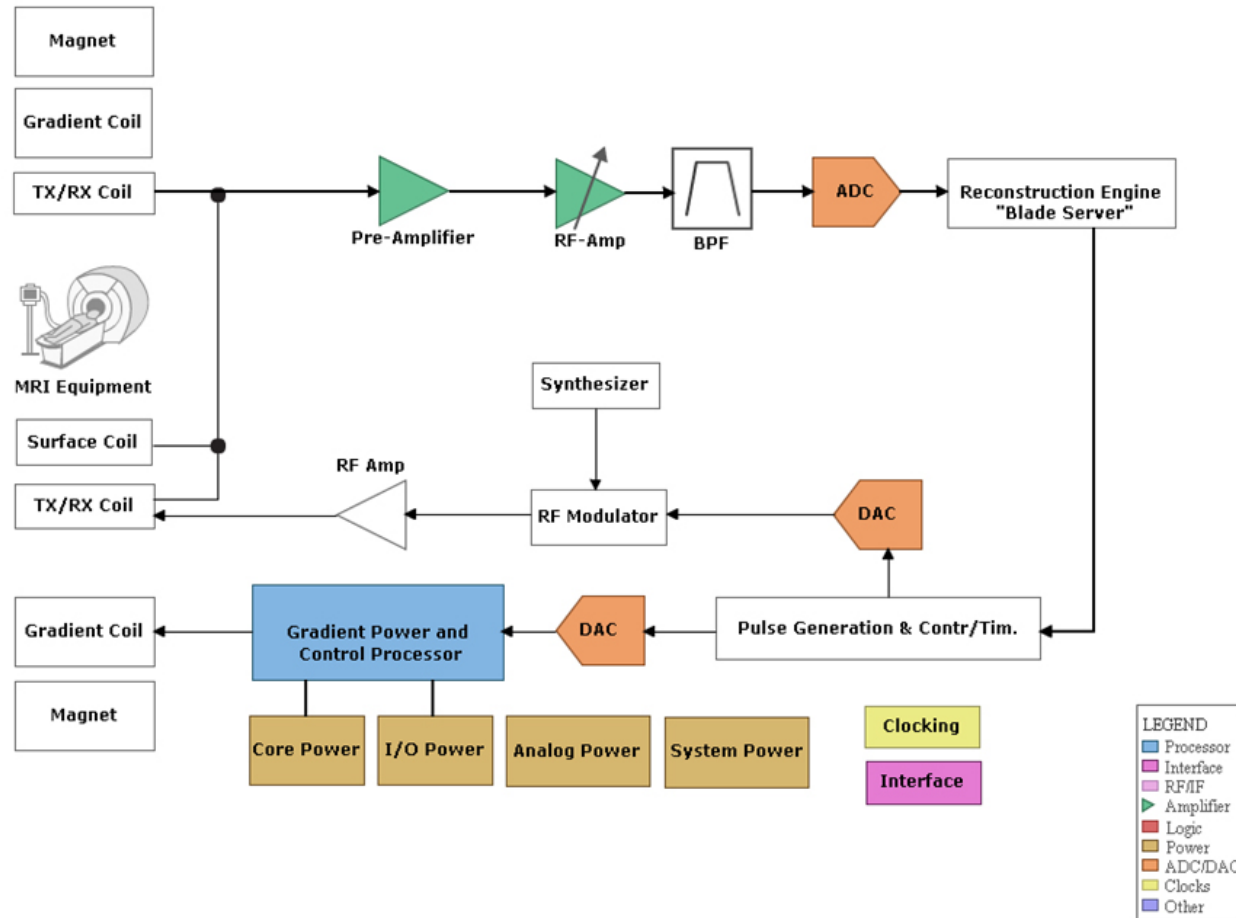 Magnet
Gradient Coil
TX/RX Coil
Pre-Amplifier
RF-Amp
BPF
ADC
Reconstruction Engine
"Blade Server"
MRI Equipment
Synthesizer
Surface Coil
TX/RX Coil
RF Amp
RF Modulator
DAC
Gradient Coil
Gradient Power and
Control Processor
DAC
Pulse Generation & Contr/Tim.
Magnet
Core Power
I/O Power
Analog Power
System Power
Clocking
Interface
LEGEND
Processor
Interface
RF/IF
Amplifier
Logic
Power
ADC/DAC
Clocks
Other